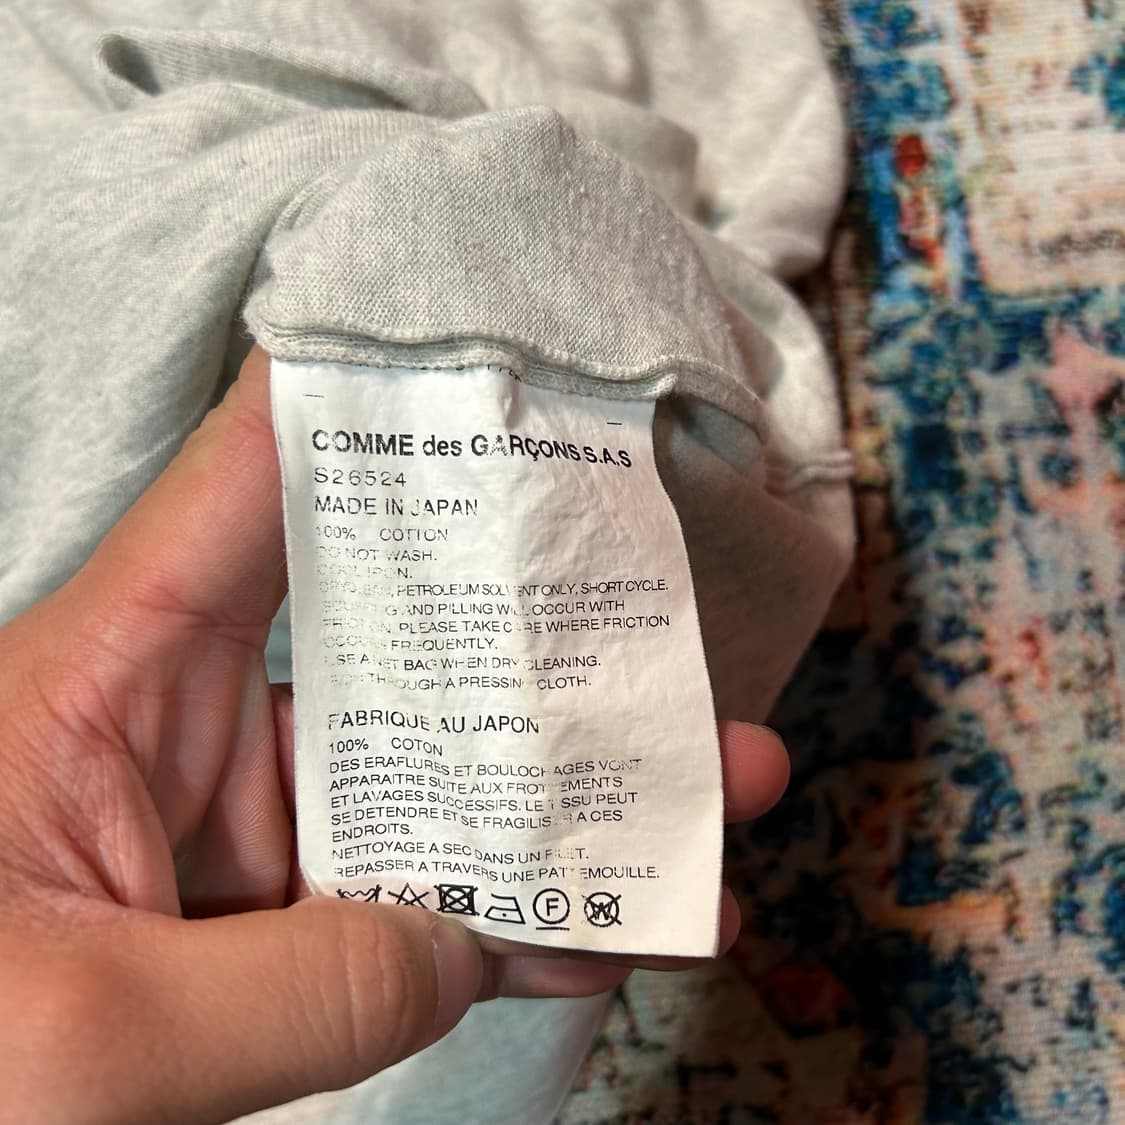 COMME des GARÇONS S.A.S
S26524
MADE IN JAPAN
100% COTTON
DO NOT WASH.
COOL IRON.
PETROLEUM SOLVENT ONLY, SHORT CYCLE.
AND PILLING WILL OCCUR WITH
FRICTION. PLEASE TAKE CARE WHERE FRICTION
OCCURS FREQUENTLY.
USE A NET BAG WHEN DRY CLEANING.
THROUGH A PRESSING CLOTH.
FABRIQUE AU JAPON
100% COTON
DES ERAFLURES ET BOULOCHAGES VONT
APPARAITRE SUITE AUX FROTTEMENTS
ET LAVAGES SUCCESSIFS. LE TISSU PEUT
SE DETENDRE ET SE FRAGILISER A CES
ENDROITS.
NETTOYAGE A SEC DANS UN FILET.
REPASSER A TRAVERS UNE PATTEMOUILLE.
F
W